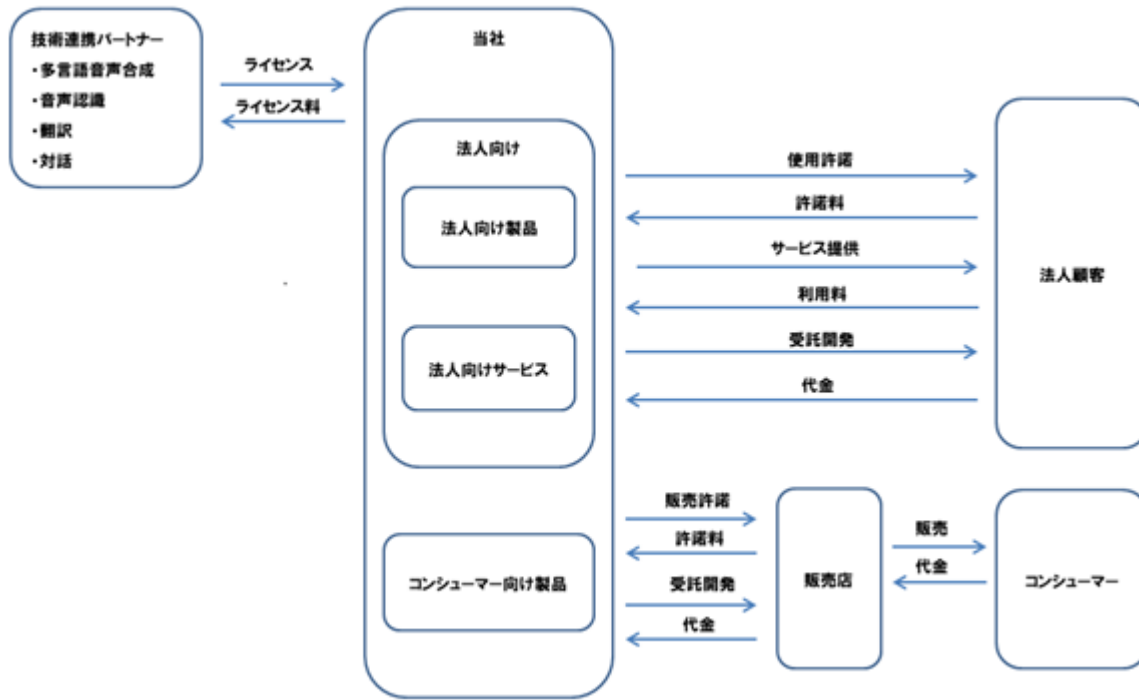 技術連携パートナー
・多言語音声合成
・音声認識
・翻訳
・対話
ライセンス
ライセンス料
当社
法人向け
法人向け製品
法人向けサービス
コンシューマー向け製品
使用許諾
許諾料
サービス提供
利用料
受託開発
代金
法人顧客
販売許諾
許諾料
受託開発
代金
販売店
販売
代金
コンシューマー